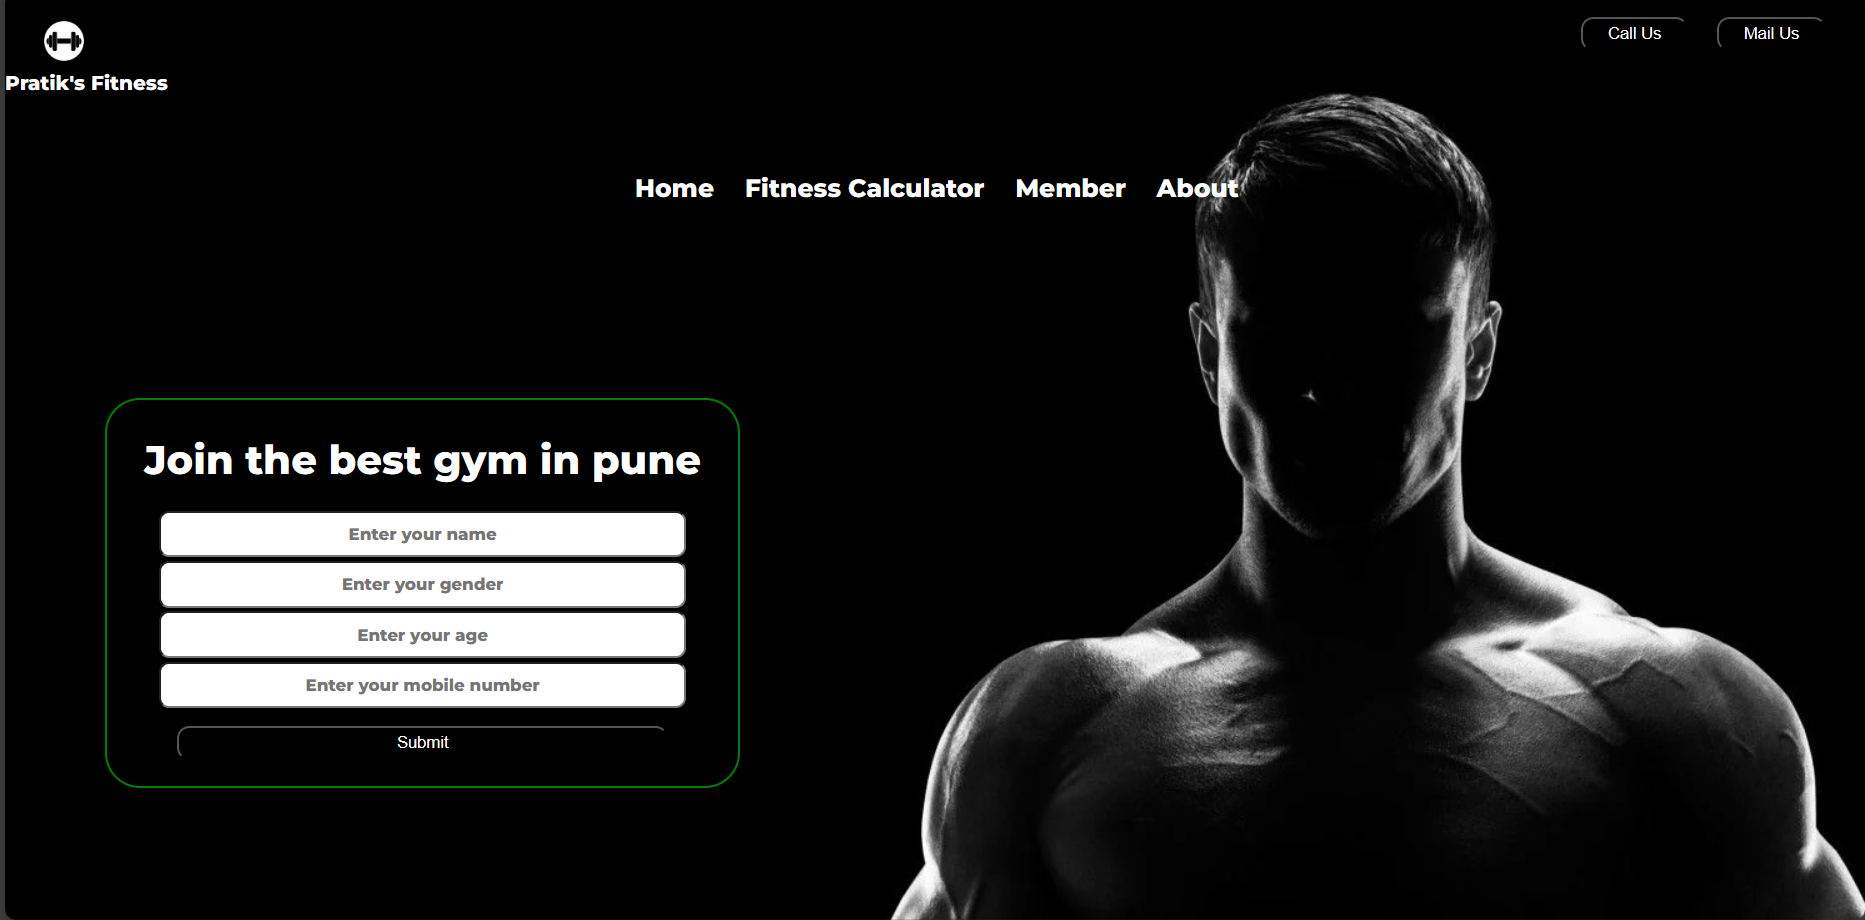 Pratik's Fitness
Call Us
Mail Us
Home Fitness Calculator Member About
Join the best gym in pune
Enter your name
Enter your gender
Enter your age
Enter your mobile number
Submit